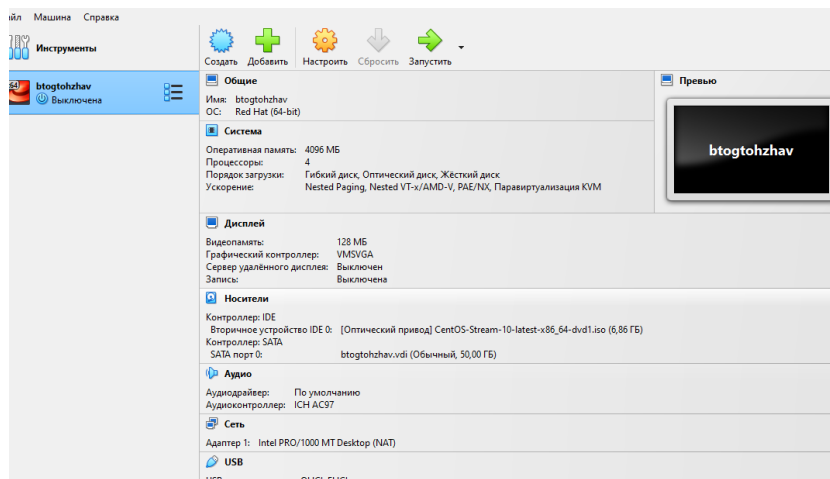 Машина Справка
Инструменты
Создать Добавить Настроить Сбросить Запустить
64
btogtohzhav
Выключена
Общие
Имя: btogtohzhav
ОС: Red Hat (64-bit)
Превью
btogtohzhav
Система
Оперативная память: 4096 МБ
Процессоры: 4
Порядок загрузки: Гибкий диск, Оптический диск, Жёсткий диск
Ускорение: Nested Paging, Nested VT-x/AMD-V, PAE/NX, Паравиртуализация KVM
Дисплей
Видеопамять: 128 МБ
Графический контроллер: VMSVGA
Сервер удалённого дисплея: Выключен
Запись: Выключена
Носители
Контроллер: IDE
Вторичное устройство IDE 0: [Оптический привод] CentOS-Stream-10-latest-x86_64-dvd1.iso (6,86 ГБ)
Контроллер: SATA
SATA порт 0: btogtohzhav.vdi (Обычный, 50,00 ГБ)
Аудио
Аудиодрайвер: По умолчанию
Аудиоконтроллер: ICH AC97
Сеть
Адаптер 1: Intel PRO/1000 MT Desktop (NAT)
USB